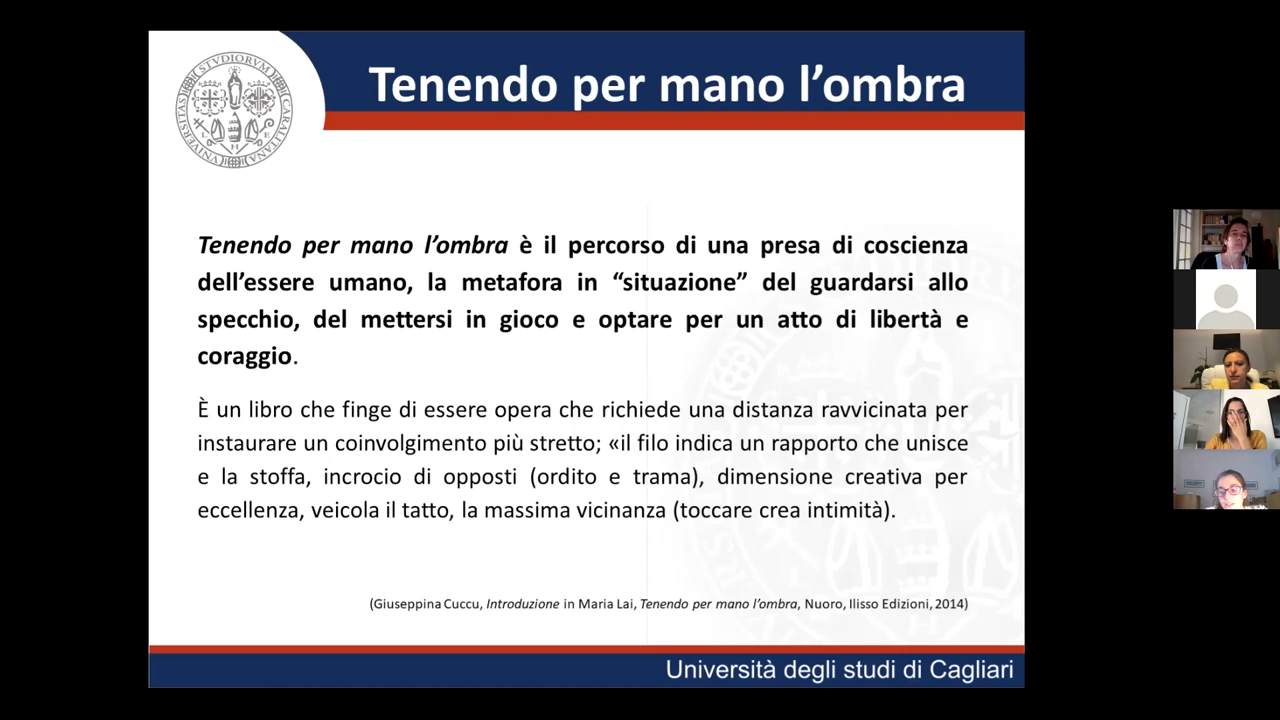 Tenendo per mano l’ombra
STVDIORVM
VNIVERSITAS
CARALITANA
Tenendo per mano l’ombra è il percorso di una presa di coscienza
dell’essere umano, la metafora in “situazione” del guardarsi allo
specchio, del mettersi in gioco e optare per un atto di libertà e
coraggio.
È un libro che finge di essere opera che richiede una distanza ravvicinata per
instaurare un coinvolgimento più stretto; «il filo indica un rapporto che unisce
e la stoffa, incrocio di opposti (ordito e trama), dimensione creativa per
eccellenza, veicola il tatto, la massima vicinanza (toccare crea intimità).
(Giuseppina Cuccu, Introduzione in Maria Lai, Tenendo per mano l’ombra, Nuoro, Ilisso Edizioni, 2014)
Università degli studi di Cagliari